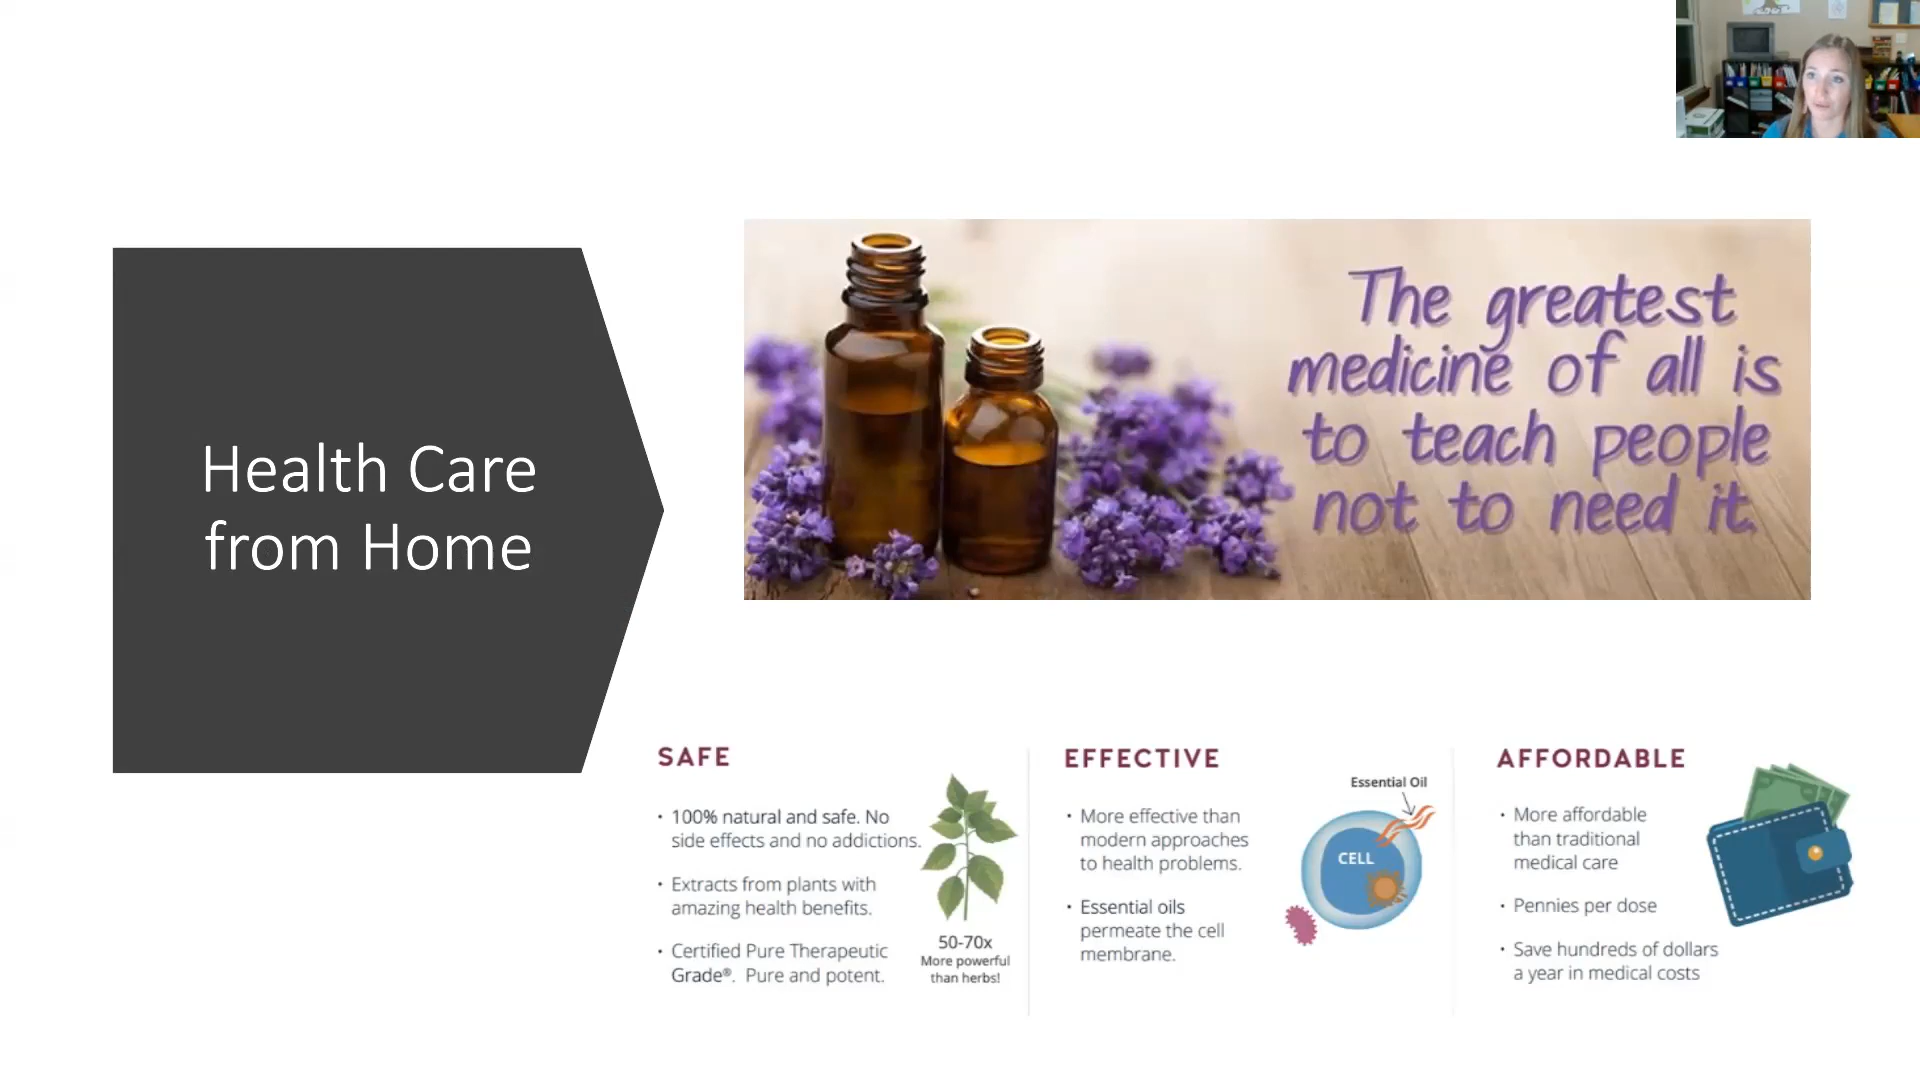 Health Care
from Home
The greatest
medicine of all is
to teach people
not to need it.
SAFE
• 100% natural and safe. No
side effects and no addictions.
• Extracts from plants with
amazing health benefits.
• Certified Pure Therapeutic
Grade®. Pure and potent.
50-70x
More powerful
than herbs!
EFFECTIVE
• More effective than
modern approaches
to health problems.
• Essential oils
permeate the cell
membrane.
Essential Oil
CELL
AFFORDABLE
• More affordable
than traditional
medical care
• Pennies per dose
• Save hundreds of dollars
a year in medical costs